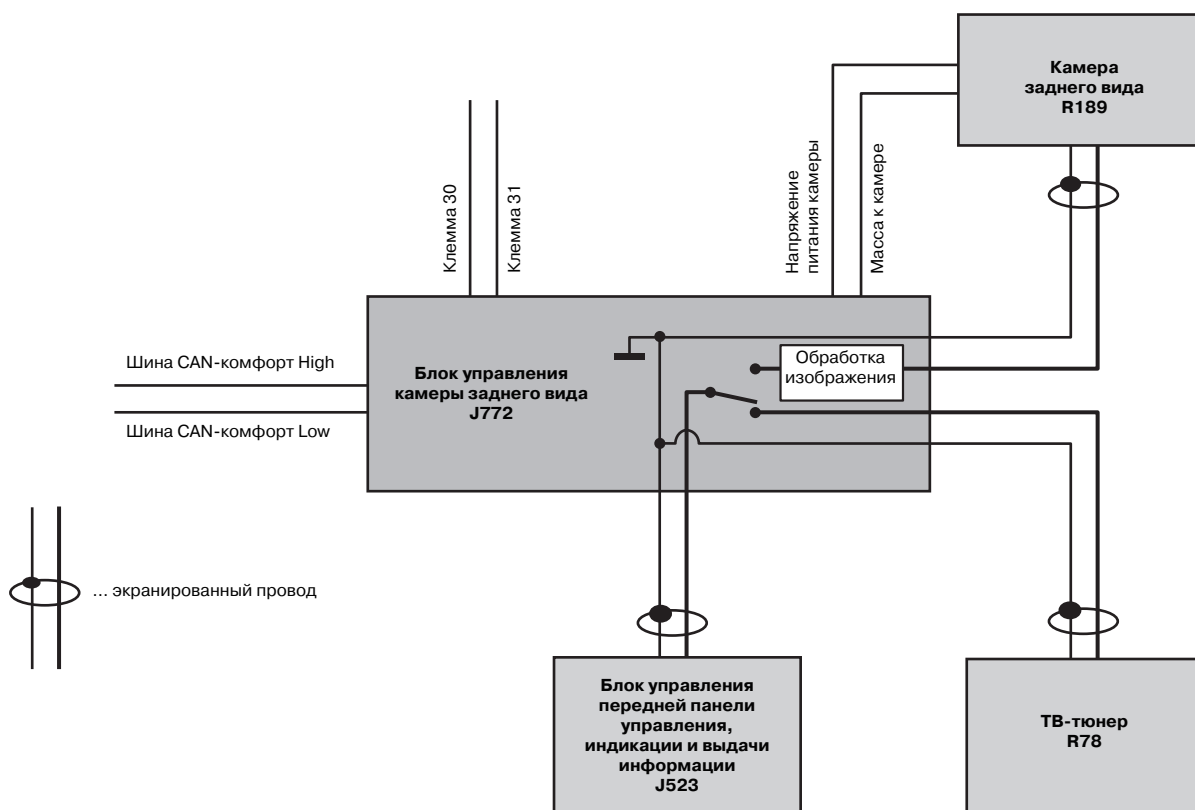 Камера
заднего вида
R189
Клемма 30
Клемма 31
Напряжение
питания камеры
Масса к камере
Шина CAN-комфорт High
Шина CAN-комфорт Low
Блок управления
камеры заднего вида
J772
Обработка
изображения
... экранированный провод
Блок управления
передней панели
управления,
индикации и выдачи
информации
J523
ТВ-тюнер
R78